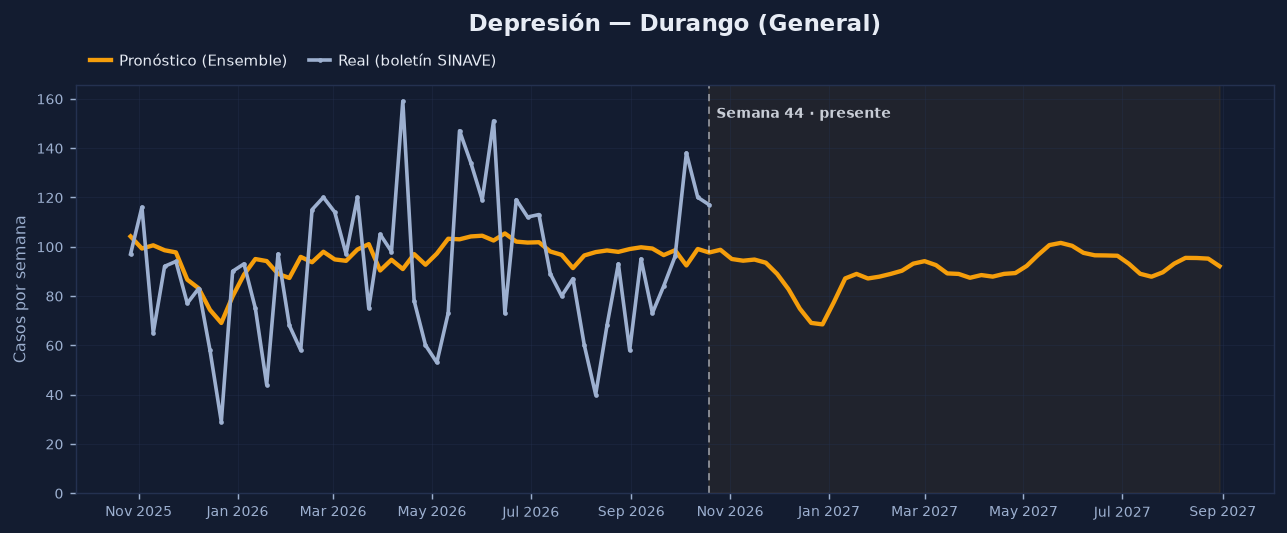 Depresión — Durango (General)
Pronóstico (Ensemble)
Real (boletín SINAVE)
Semana 44 · presente
Casos por semana
160
140
120
100
80
60
40
20
0
Nov 2025
Jan 2026
Mar 2026
May 2026
Jul 2026
Sep 2026
Nov 2026
Jan 2027
Mar 2027
May 2027
Jul 2027
Sep 2027